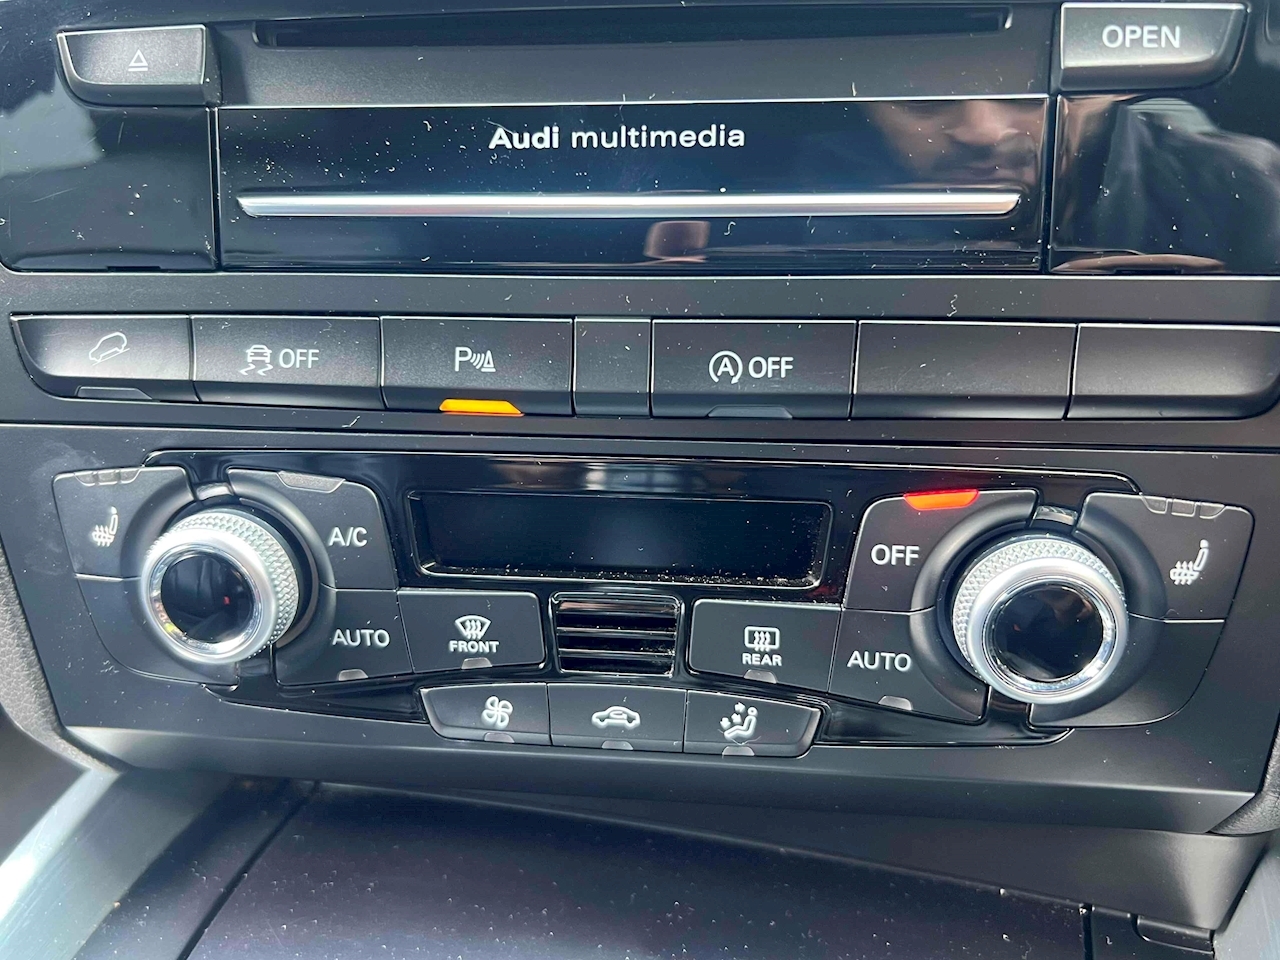 OPEN
Audi multimedia
OFF
P
A OFF
A/C
OFF
AUTO
FRONT
REAR
AUTO